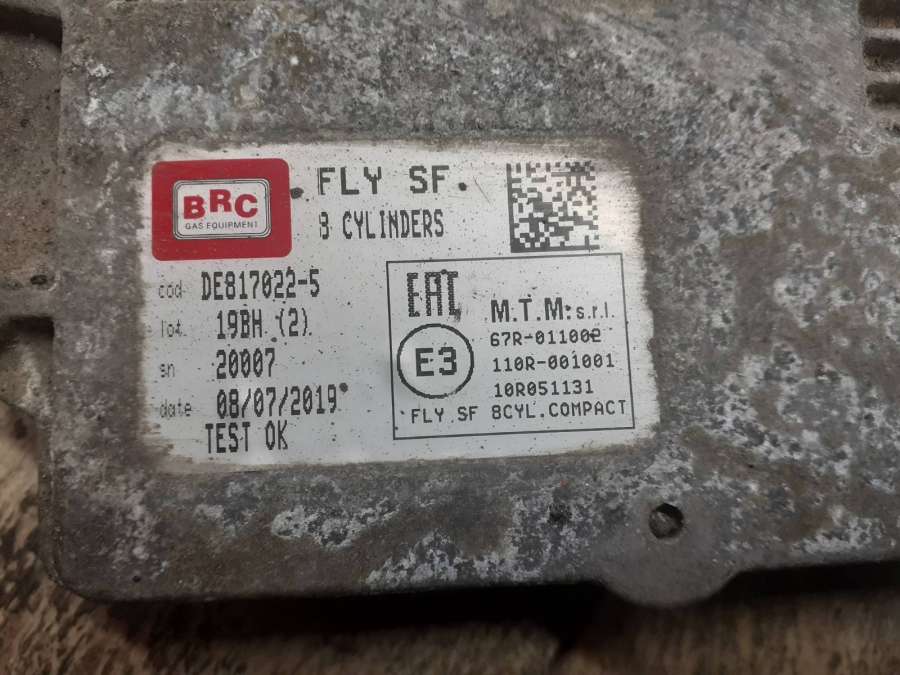 BRC
GAS EQUIPMENT
FLY SF
8 CYLINDERS
cod DE817022-5
lot 19BH (2)
sn 20007
date 08/07/2019
TEST OK
EAC
E3
M.T.M. s.r.l.
67R-011002
110R-001001
10R051131
FLY SF 8CYL.COMPACT